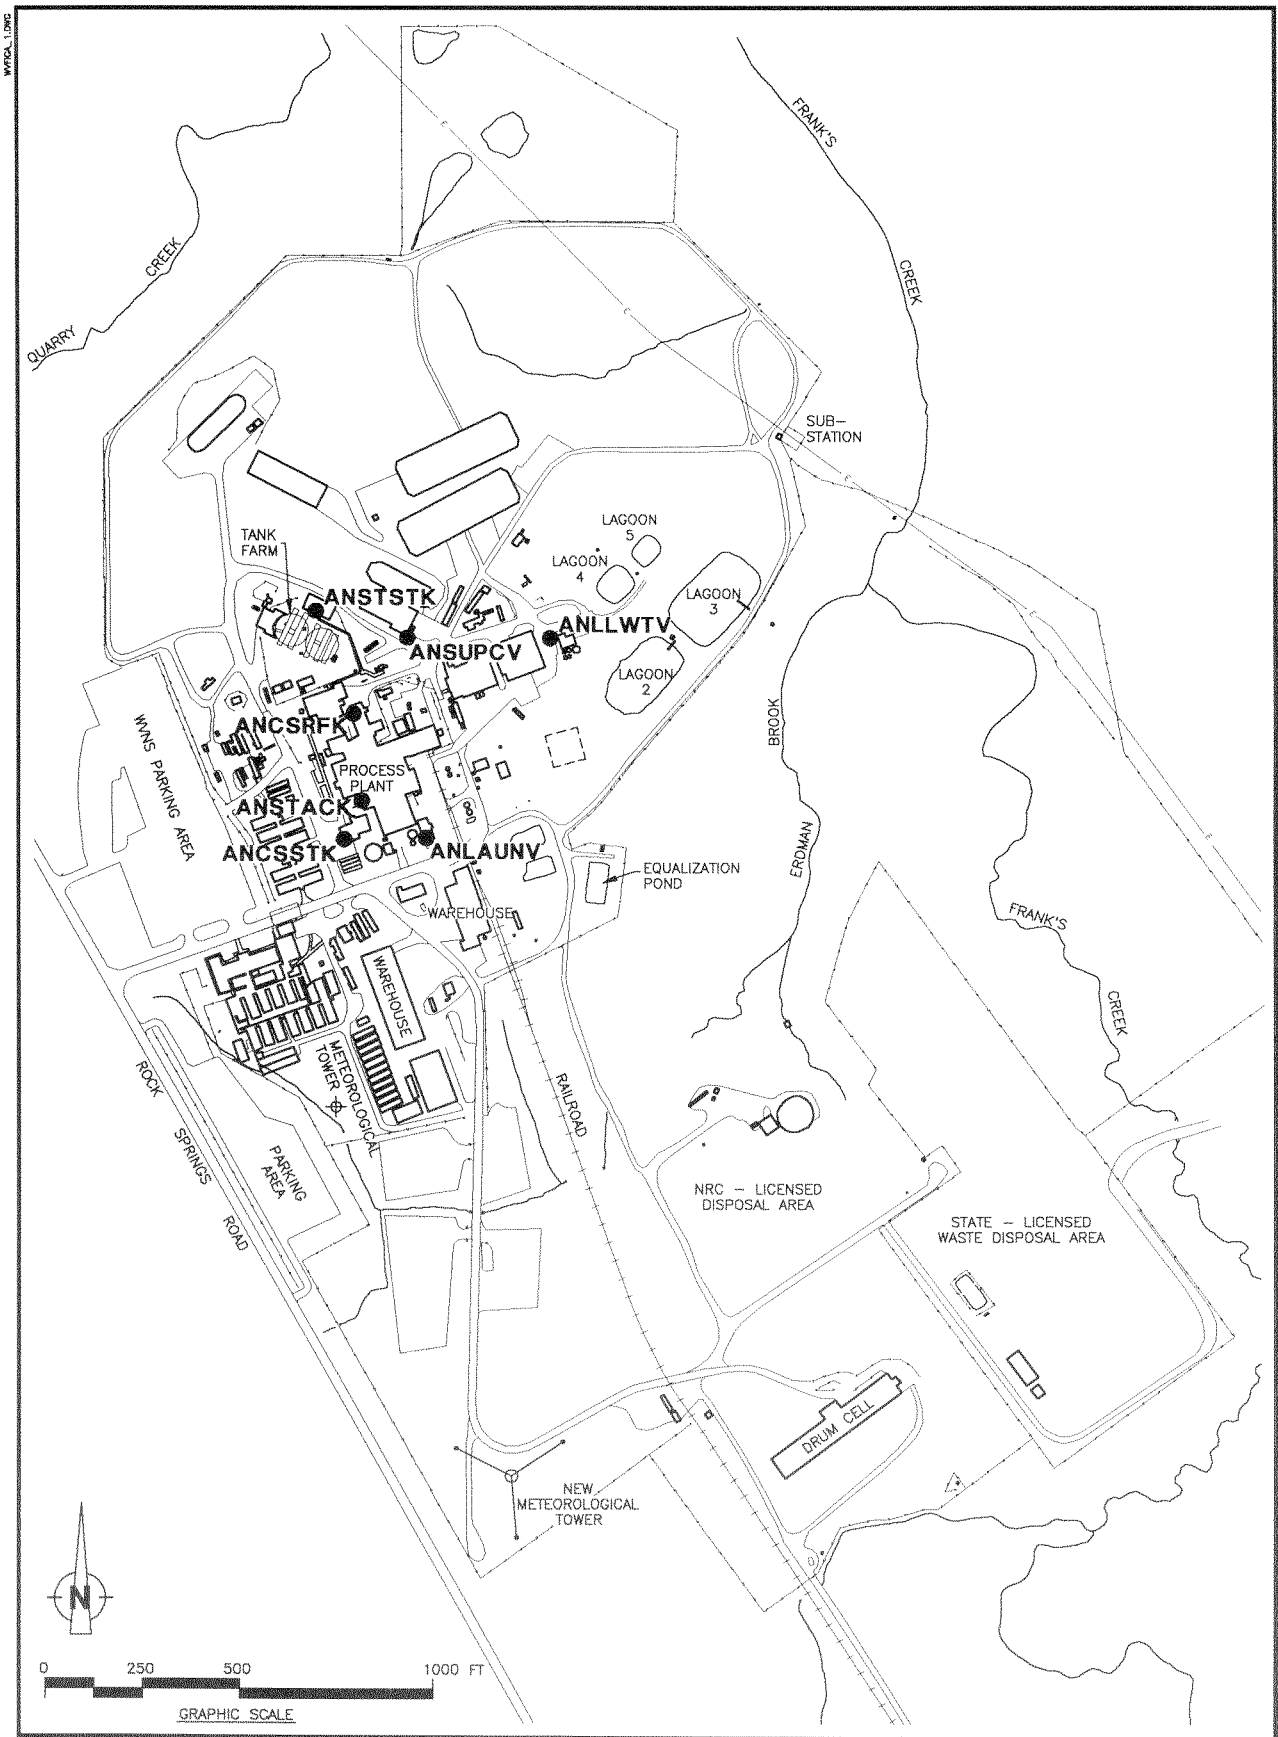 WVFIGA_1.DWG
FRANK'S
CREEK
QUARRY
CREEK
SUB-
STATION
TANK
FARM
LAGOON
5
LAGOON
4
LAGOON
3
LAGOON
2
ANSTSTK
ANSUPCV
ANLLWTV
ANCSRFK
PROCESS
PLANT
ANSTACK
ANCSSTK
ANLAUNV
WVNS PARKING AREA
BROOK
ERDMAN
EQUALIZATION
POND
FRANK'S
CREEK
WAREHOUSE
WAREHOUSE
METEOROLOGICAL
TOWER
RAILROAD
ROCK
SPRINGS
ROAD
PARKING
AREA
NRC - LICENSED
DISPOSAL AREA
STATE - LICENSED
WASTE DISPOSAL AREA
DRUM CELL
NEW
METEOROLOGICAL
TOWER
N
0 250 500 1000 FT
GRAPHIC SCALE